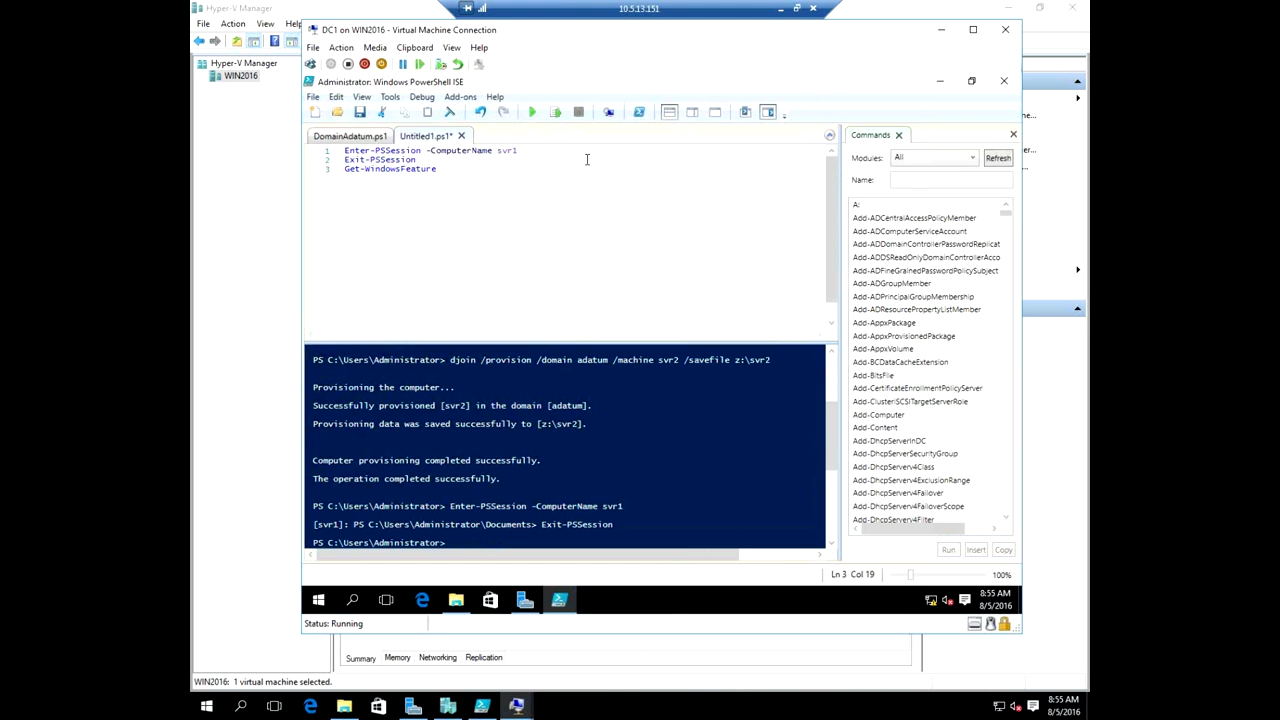 Hyper-V Manager
10.5.13.151
File Action View Help
DC1 on WIN2016 - Virtual Machine Connection
File Action Media Clipboard View Help
Hyper-V Manager
WIN2016
Administrator: Windows PowerShell ISE
File Edit View Tools Debug Add-ons Help
DomainAdatum.ps1 Untitled1.ps1*
1 Enter-PSSession -ComputerName svr1
2 Exit-PSSession
3 Get-WindowsFeature
Commands
Modules: All Refresh
Name:
A:
Add-ADCentralAccessPolicyMember
Add-ADComputerServiceAccount
Add-ADDomainControllerPasswordReplicat
Add-ADDSReadOnlyDomainControllerAcco
Add-ADFineGrainedPasswordPolicySubject
Add-ADGroupMember
Add-ADPrincipalGroupMembership
Add-ADResourcePropertyListMember
Add-AppxPackage
Add-AppxProvisionedPackage
Add-AppxVolume
Add-BCDataCacheExtension
Add-BitsFile
Add-CertificateEnrollmentPolicyServer
Add-ClusteriSCSITargetServerRole
Add-Computer
Add-Content
Add-DhcpServerInDC
Add-DhcpServerSecurityGroup
Add-DhcpServerv4Class
Add-DhcpServerv4ExclusionRange
Add-DhcpServerv4Failover
Add-DhcpServerv4FailoverScope
Add-DhcpServerv4Filter
Run Insert Copy
PS C:\Users\Administrator> djoin /provision /domain adatum /machine svr2 /savefile z:\svr2
Provisioning the computer...
Successfully provisioned [svr2] in the domain [adatum].
Provisioning data was saved successfully to [z:\svr2].
Computer provisioning completed successfully.
The operation completed successfully.
PS C:\Users\Administrator> Enter-PSSession -ComputerName svr1
[svr1]: PS C:\Users\Administrator\Documents> Exit-PSSession
PS C:\Users\Administrator>
Ln 3 Col 19 100%
8:55 AM
8/5/2016
Status: Running
Summary Memory Networking Replication
WIN2016: 1 virtual machine selected.
8:55 AM
8/5/2016